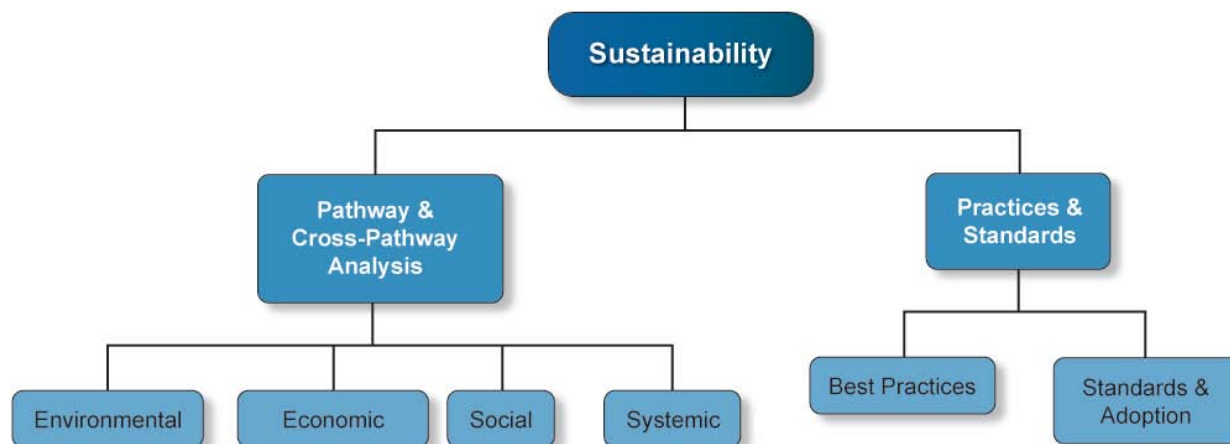 Sustainability
Pathway &
Cross-Pathway
Analysis
Practices &
Standards
Environmental
Economic
Social
Systemic
Best Practices
Standards &
Adoption